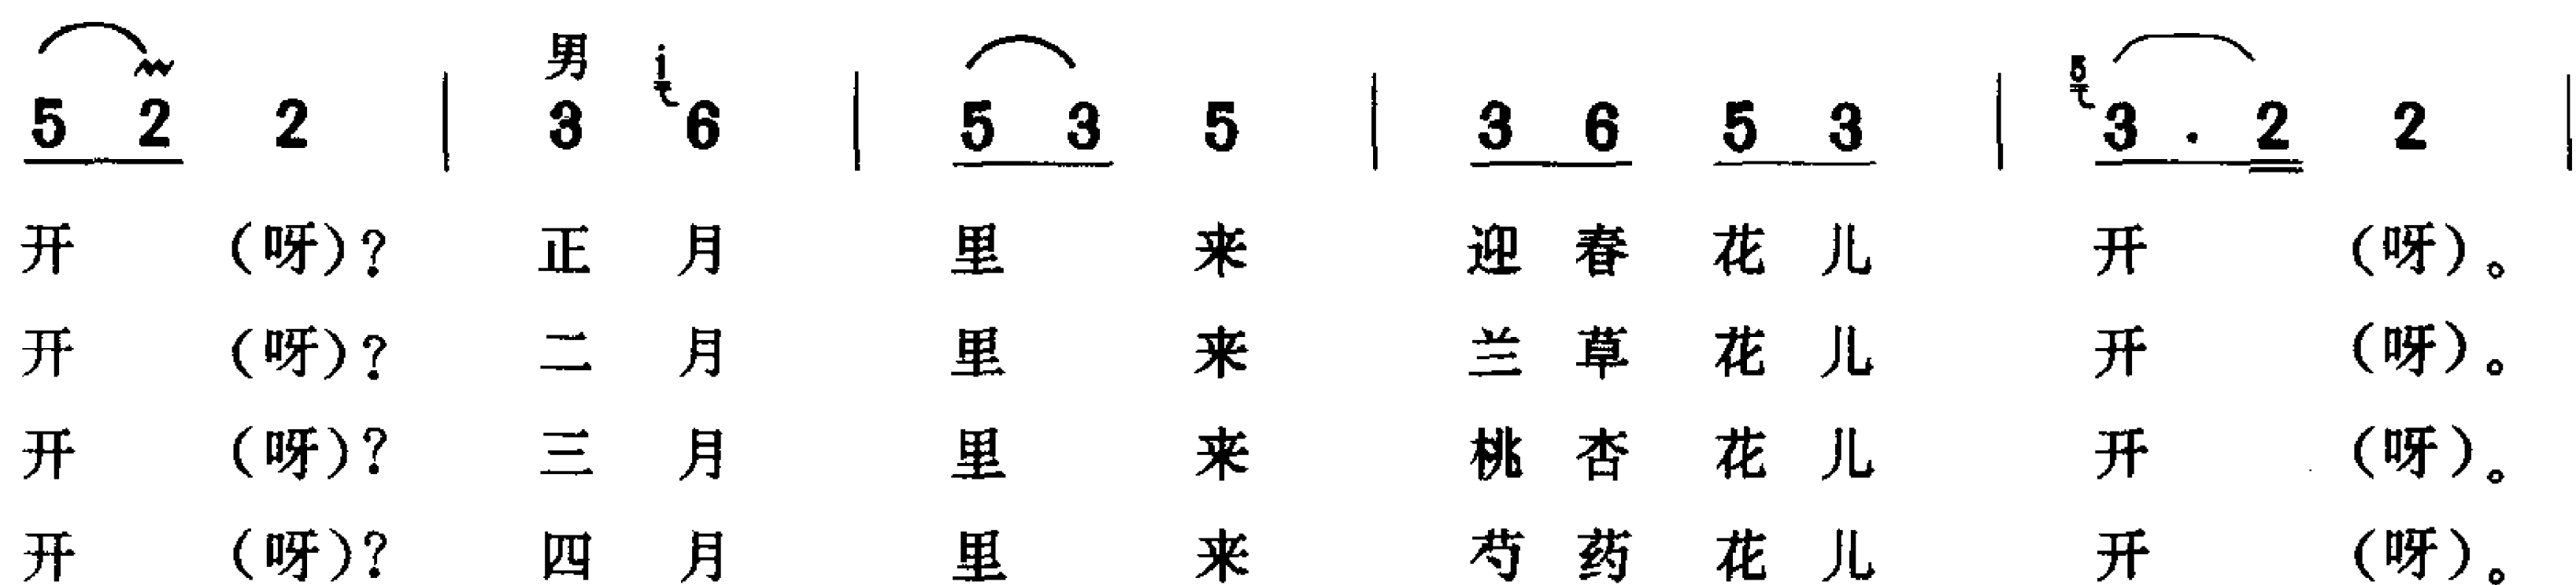 男
5 2 2 | 3 i 6 | 5 3 5 | 3 6 5 3 | 5 3 . 2 2 |
开 (呀)? 正 月 里 来 迎 春 花 儿 开 (呀)。
开 (呀)? 二 月 里 来 兰 草 花 儿 开 (呀)。
开 (呀)? 三 月 里 来 桃 杏 花 儿 开 (呀)。
开 (呀)? 四 月 里 来 芍 药 花 儿 开 (呀)。